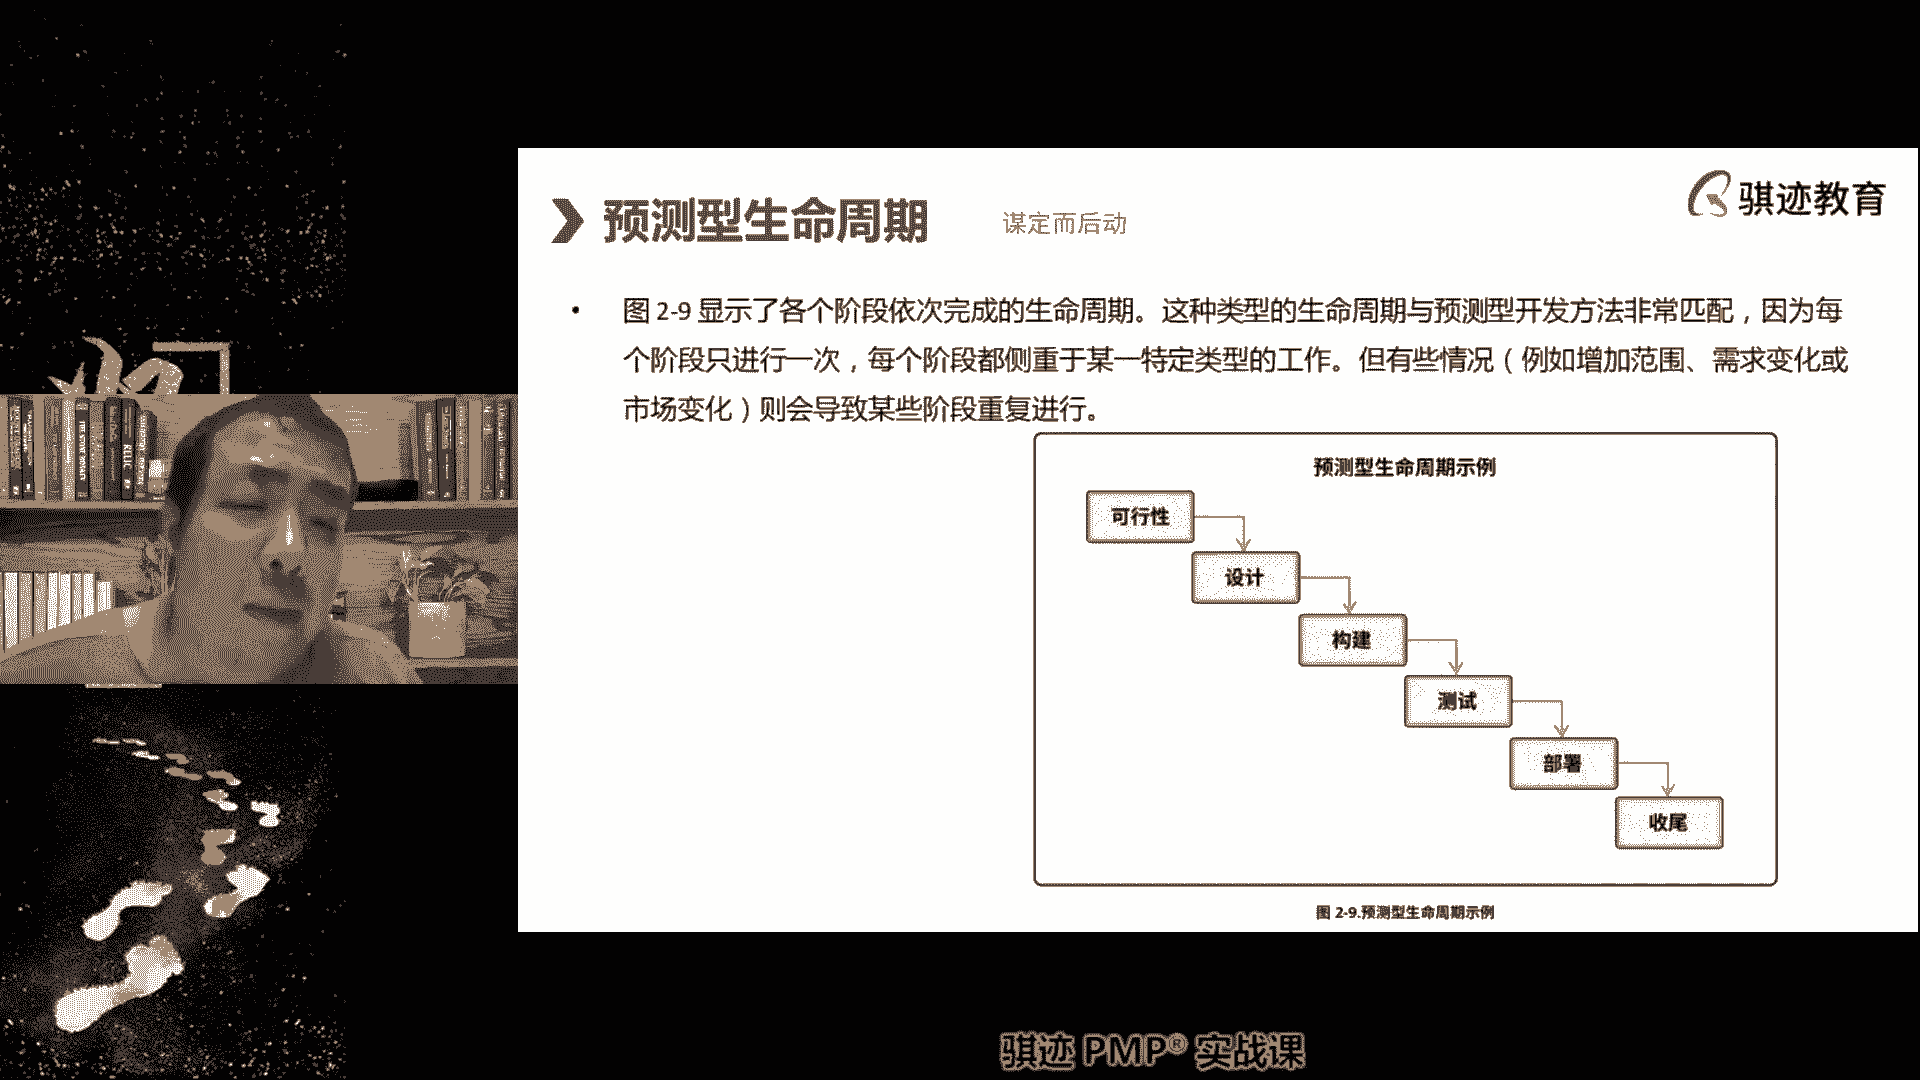 预测型生命周期
谋定而后动
骐迹教育
• 图 2-9 显示了各个阶段依次完成的生命周期。这种类型的生命周期与预测型开发方法非常匹配，因为每
个阶段只进行一次，每个阶段都侧重于某一特定类型的工作。但有些情况（例如增加范围、需求变化或
市场变化）则会导致某些阶段重复进行。
预测型生命周期示例
可行性
设计
构建
测试
部署
收尾
图 2-9.预测型生命周期示例
骐迹 PMP® 实战课